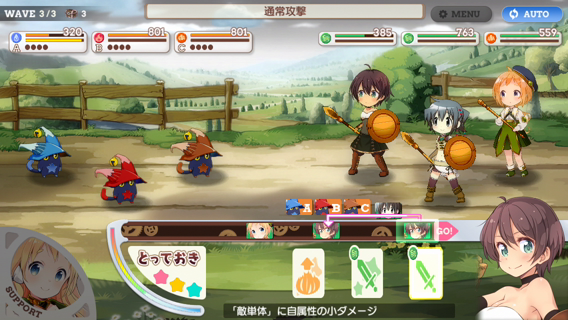 WAVE 3/3 3
通常攻撃
MENU
AUTO
320 801 801 385 763 559
A B C
A B C
GO!
とっておき
SUPPORT
「敵単体」に自属性の小ダメージ